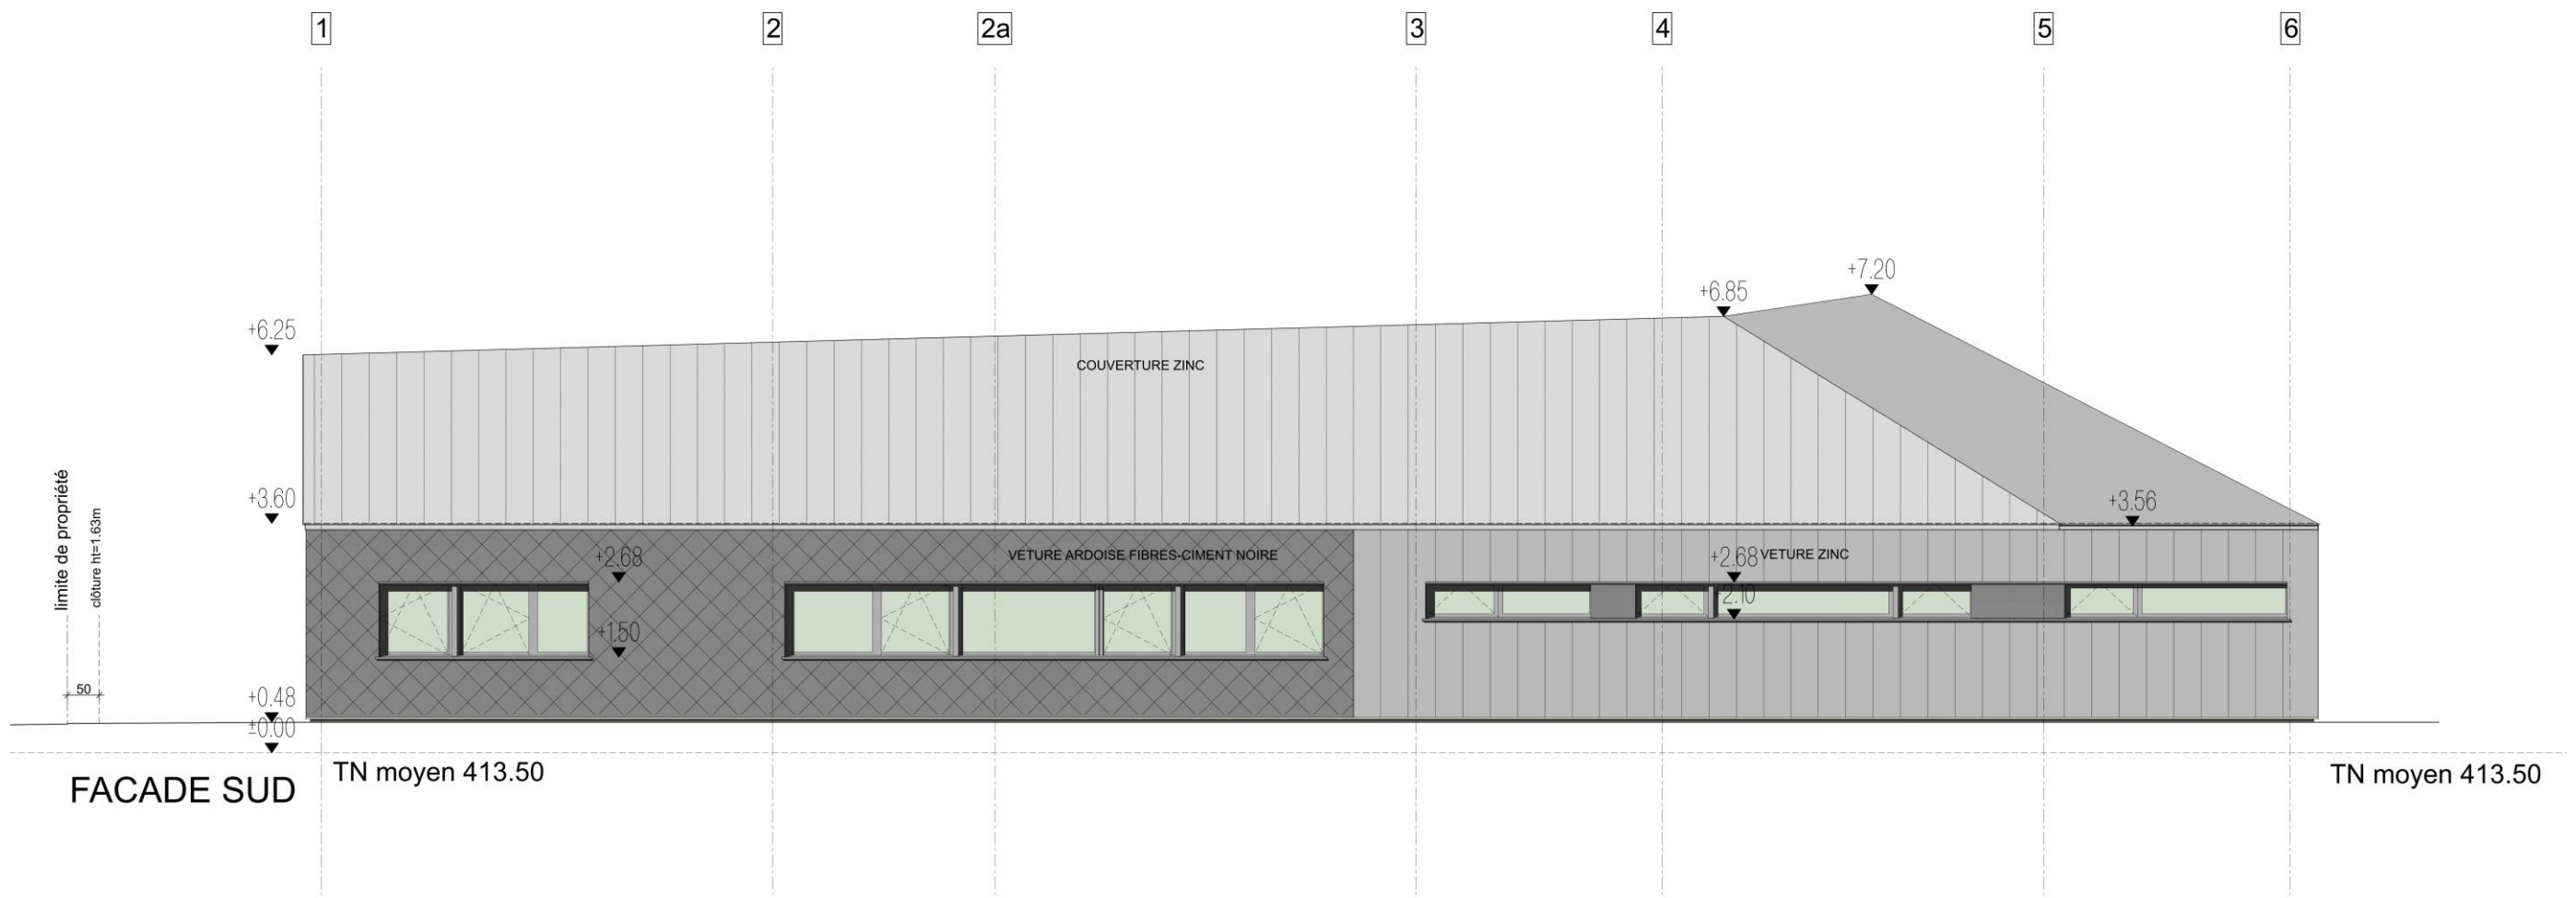 1 2 2a 3 4 5 6
+7.20
+6.85
+6.25
COUVERTURE ZINC
+3.60
+3.56
limite de propriété
clôture ht=1.63m
+2.68
VETURE ARDOISE FIBRES-CIMENT NOIRE
+2.68
VETURE ZINC
+2.10
+1.50
50
+0.48
±0.00
FACADE SUD
TN moyen 413.50
TN moyen 413.50